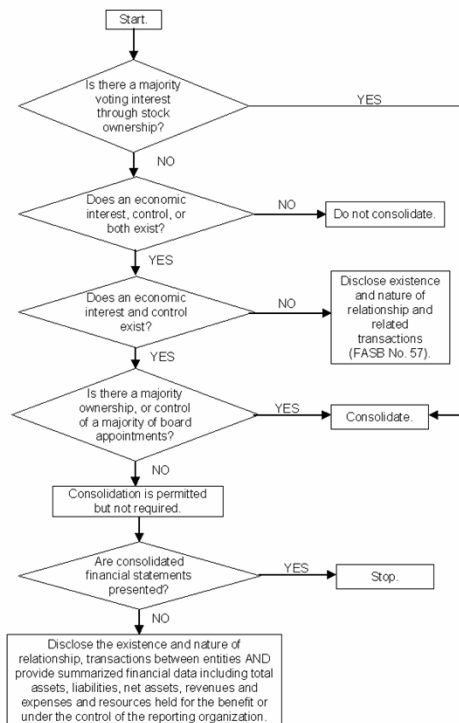 Start.
Is there a majority
voting interest
through stock
ownership?
YES
NO
Does an economic
interest, control, or
both exist?
NO
Do not consolidate.
YES
Does an economic
interest and control
exist?
NO
Disclose existence
and nature of
relationship and
related
transactions
(FASB No. 57).
YES
Is there a majority
ownership, or control
of a majority of board
appointments?
YES
Consolidate.
NO
Consolidation is permitted
but not required.
Are consolidated
financial statements
presented?
YES
Stop.
NO
Disclose the existence and nature of
relationship, transactions between entities AND
provide summarized financial data including total
assets, liabilities, net assets, revenues and
expenses and resources held for the benefit or
under the control of the reporting organization.